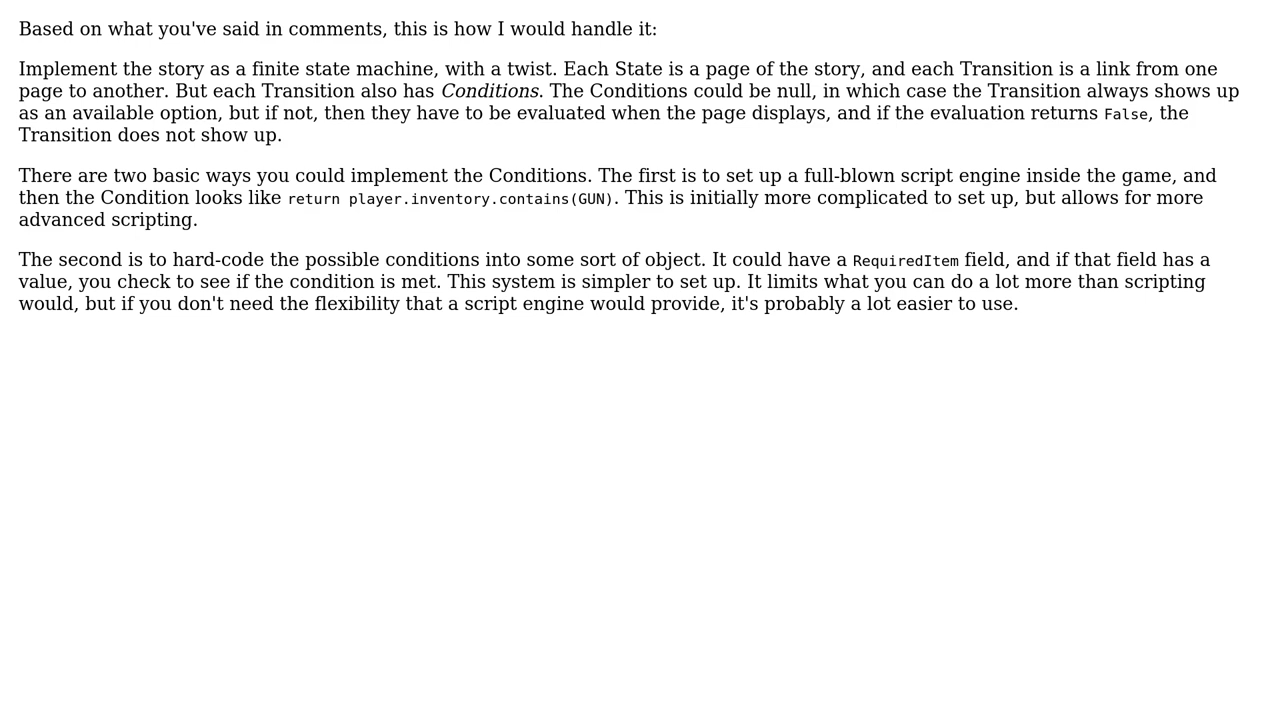 Based on what you've said in comments, this is how I would handle it:
Implement the story as a finite state machine, with a twist. Each State is a page of the story, and each Transition is a link from one
page to another. But each Transition also has Conditions. The Conditions could be null, in which case the Transition always shows up
as an available option, but if not, then they have to be evaluated when the page displays, and if the evaluation returns False, the
Transition does not show up.
There are two basic ways you could implement the Conditions. The first is to set up a full-blown script engine inside the game, and
then the Condition looks like return player.inventory.contains(GUN). This is initially more complicated to set up, but allows for more
advanced scripting.
The second is to hard-code the possible conditions into some sort of object. It could have a RequiredItem field, and if that field has a
value, you check to see if the condition is met. This system is simpler to set up. It limits what you can do a lot more than scripting
would, but if you don't need the flexibility that a script engine would provide, it's probably a lot easier to use.